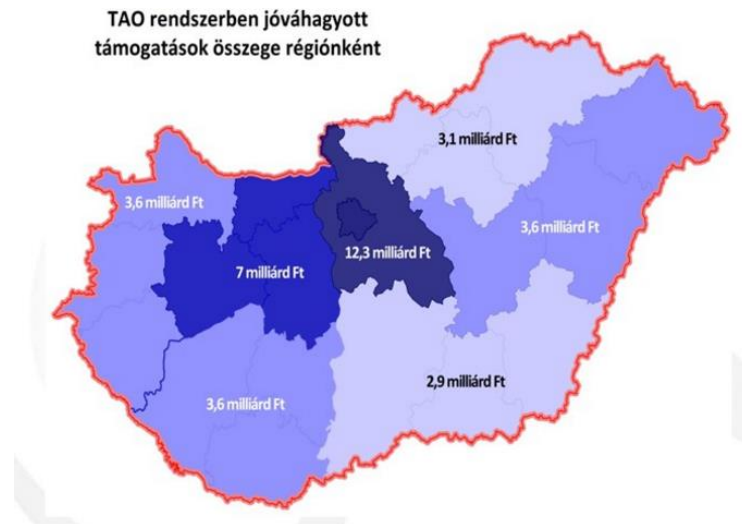 TAO rendszerben jóváhagyott
támogatások összege régiónként
3,1 milliárd Ft
3,6 milliárd Ft
3,6 milliárd Ft
12,3 milliárd Ft
7 milliárd Ft
2,9 milliárd Ft
3,6 milliárd Ft